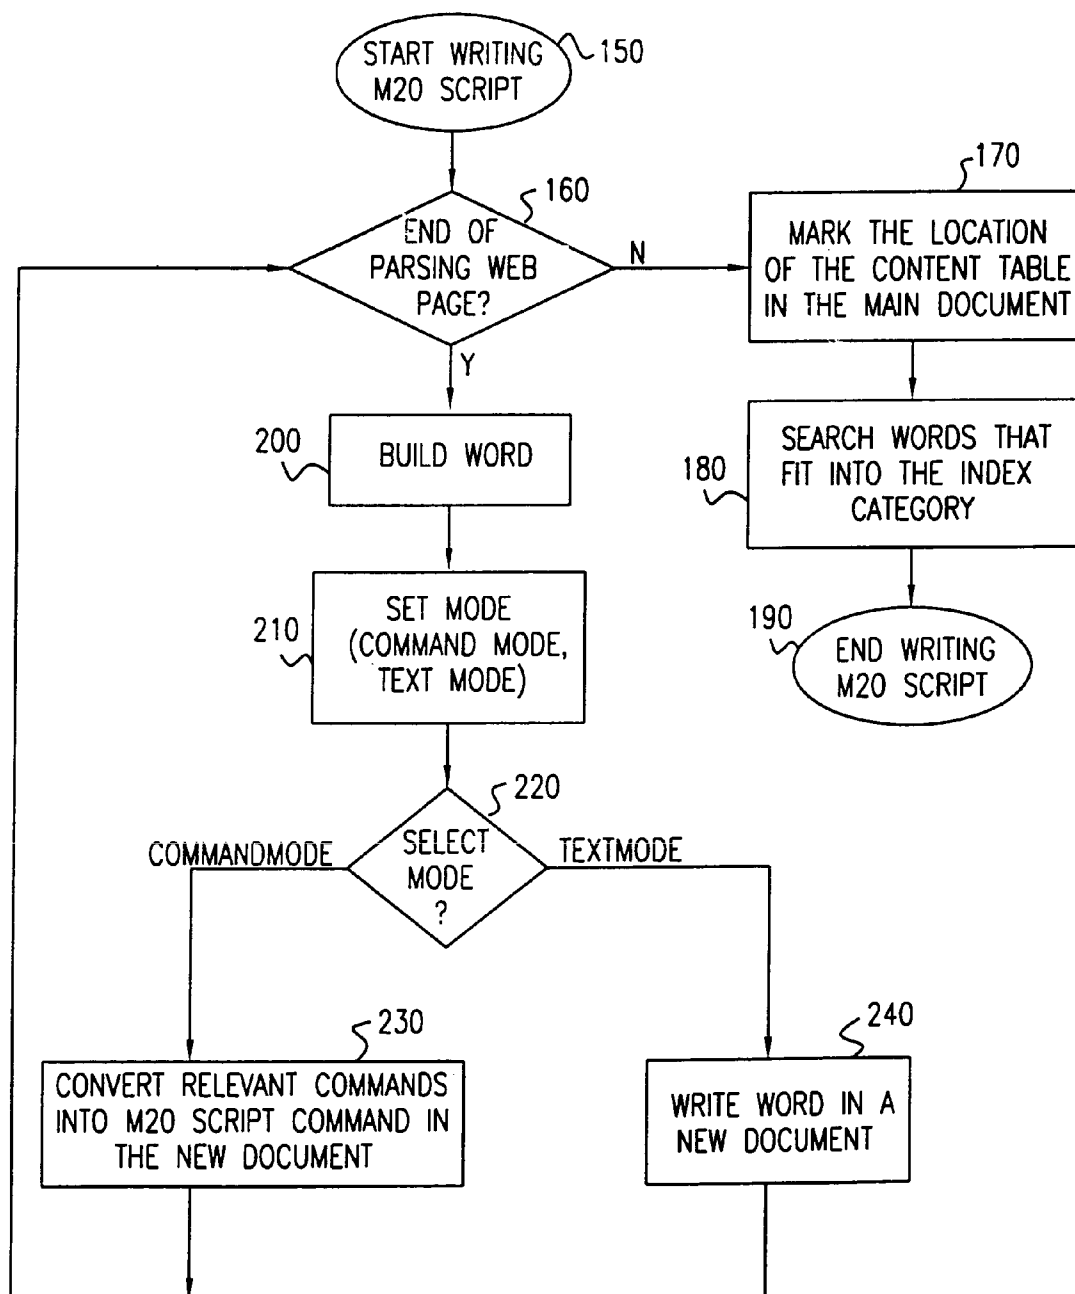 START WRITING
M20 SCRIPT
150
160
END OF
PARSING WEB
PAGE?
N
Y
170
MARK THE LOCATION
OF THE CONTENT TABLE
IN THE MAIN DOCUMENT
200
BUILD WORD
180
SEARCH WORDS THAT
FIT INTO THE INDEX
CATEGORY
210
SET MODE
(COMMAND MODE,
TEXT MODE)
190
END WRITING
M20 SCRIPT
220
SELECT
MODE
?
COMMANDMODE
TEXTMODE
230
CONVERT RELEVANT COMMANDS
INTO M20 SCRIPT COMMAND IN
THE NEW DOCUMENT
240
WRITE WORD IN A
NEW DOCUMENT